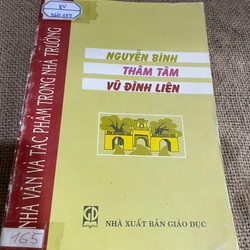 NGUYỄN BÍNH
THÂM TÂM
VŨ ĐÌNH LIÊN
NHÀ VĂN VÀ TÁC PHẨM TRONG NHÀ TRƯỜNG
NHÀ XUẤT BẢN GIÁO DỤC
165